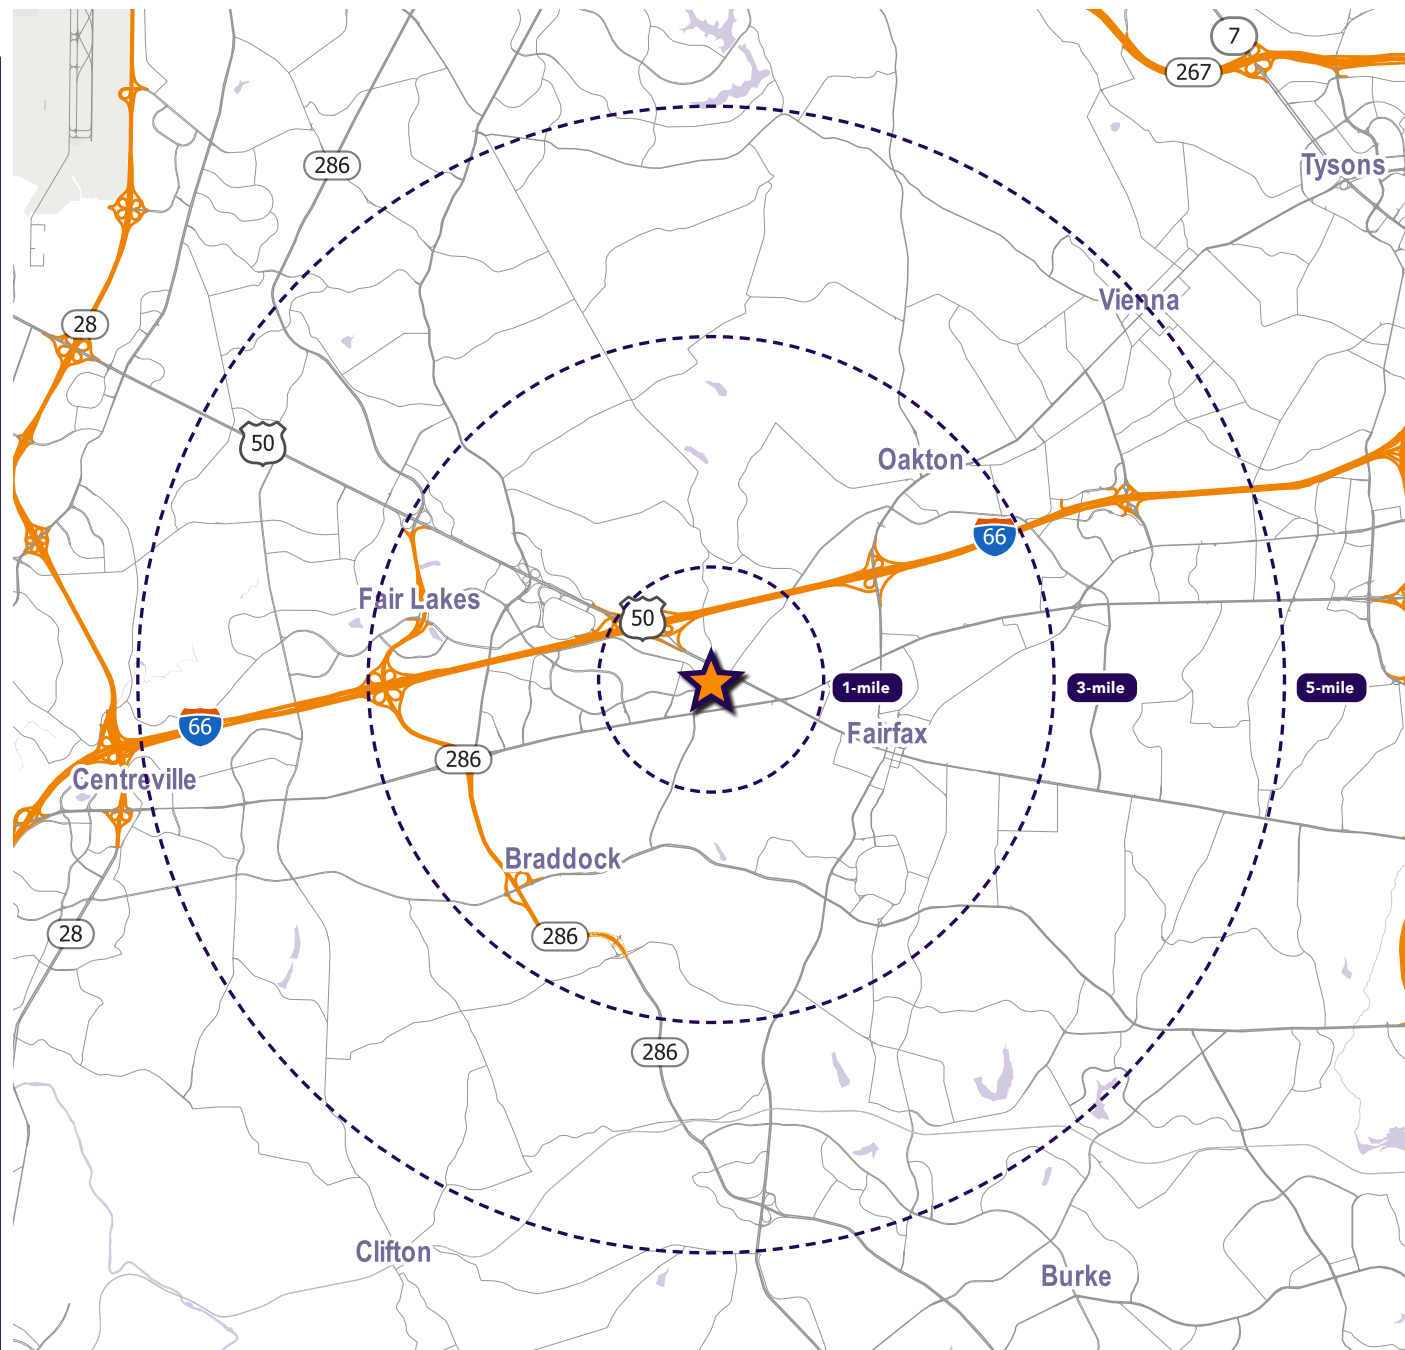 7
267
Tysons
286
Vienna
28
50
Oakton
66
Fair Lakes
50
1-mile
3-mile
5-mile
66
Fairfax
286
Centreville
Braddock
28
286
286
Clifton
Burke